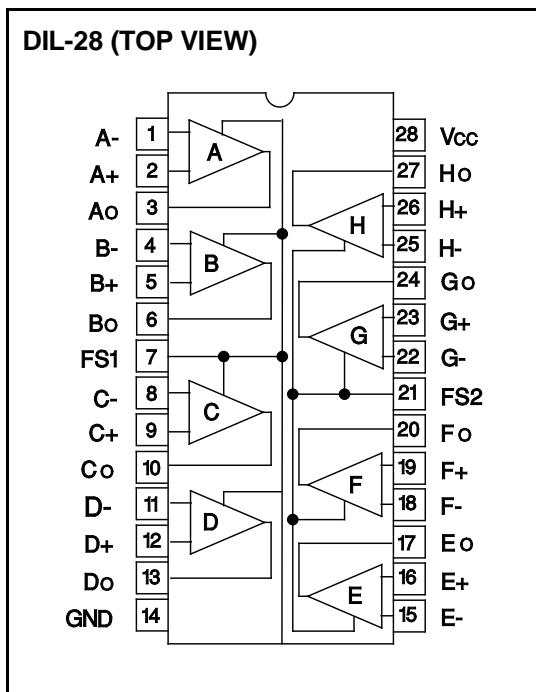 DIL-28 (TOP VIEW)
A- 1
A+ 2
Ao 3
B- 4
B+ 5
Bo 6
FS1 7
C- 8
C+ 9
Co 10
D- 11
D+ 12
Do 13
GND 14
A
B
C
D
H
G
F
E
28 Vcc
27 Ho
26 H+
25 H-
24 Go
23 G+
22 G-
21 FS2
20 Fo
19 F+
18 F-
17 Eo
16 E+
15 E-